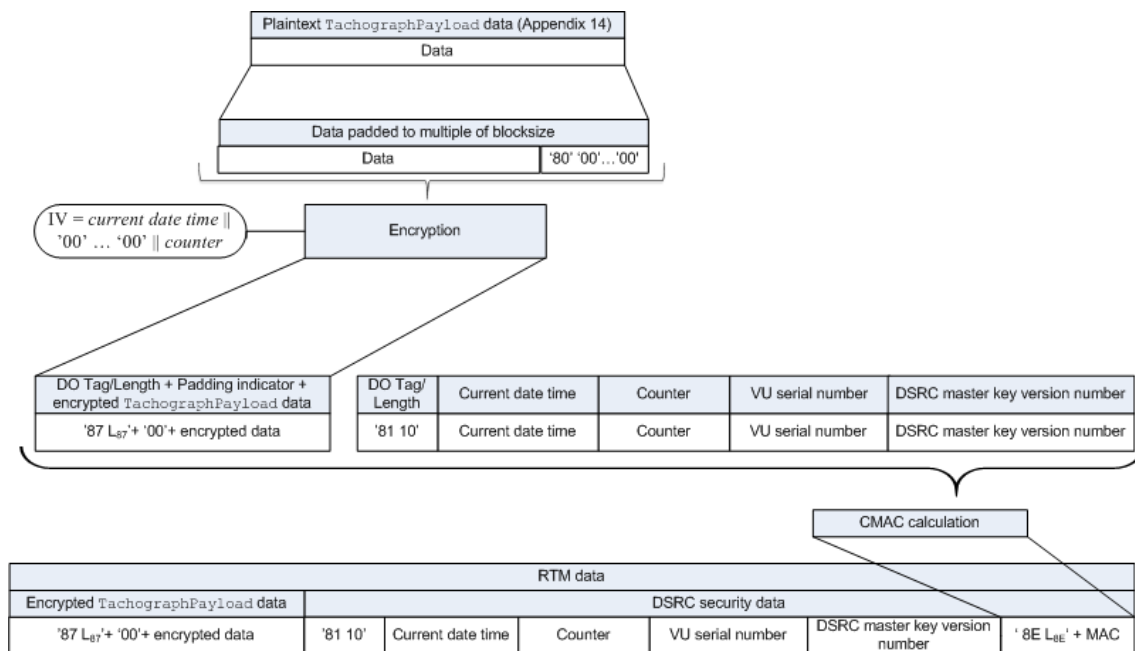 Plaintext TachographPayload data (Appendix 14)
Data
Data padded to multiple of blocksize
Data
'80' '00'...'00'
IV = current date time ||
'00' … '00' || counter
Encryption
DO Tag/Length + Padding indicator +
encrypted TachographPayload data
DO Tag/
Length
Current date time
Counter
VU serial number
DSRC master key version number
'87 L87'+ '00'+ encrypted data
'81 10'
Current date time
Counter
VU serial number
DSRC master key version number
CMAC calculation
RTM data
Encrypted TachographPayload data
DSRC security data
'87 L87'+ '00'+ encrypted data
'81 10'
Current date time
Counter
VU serial number
DSRC master key version
number
' 8E L8E' + MAC